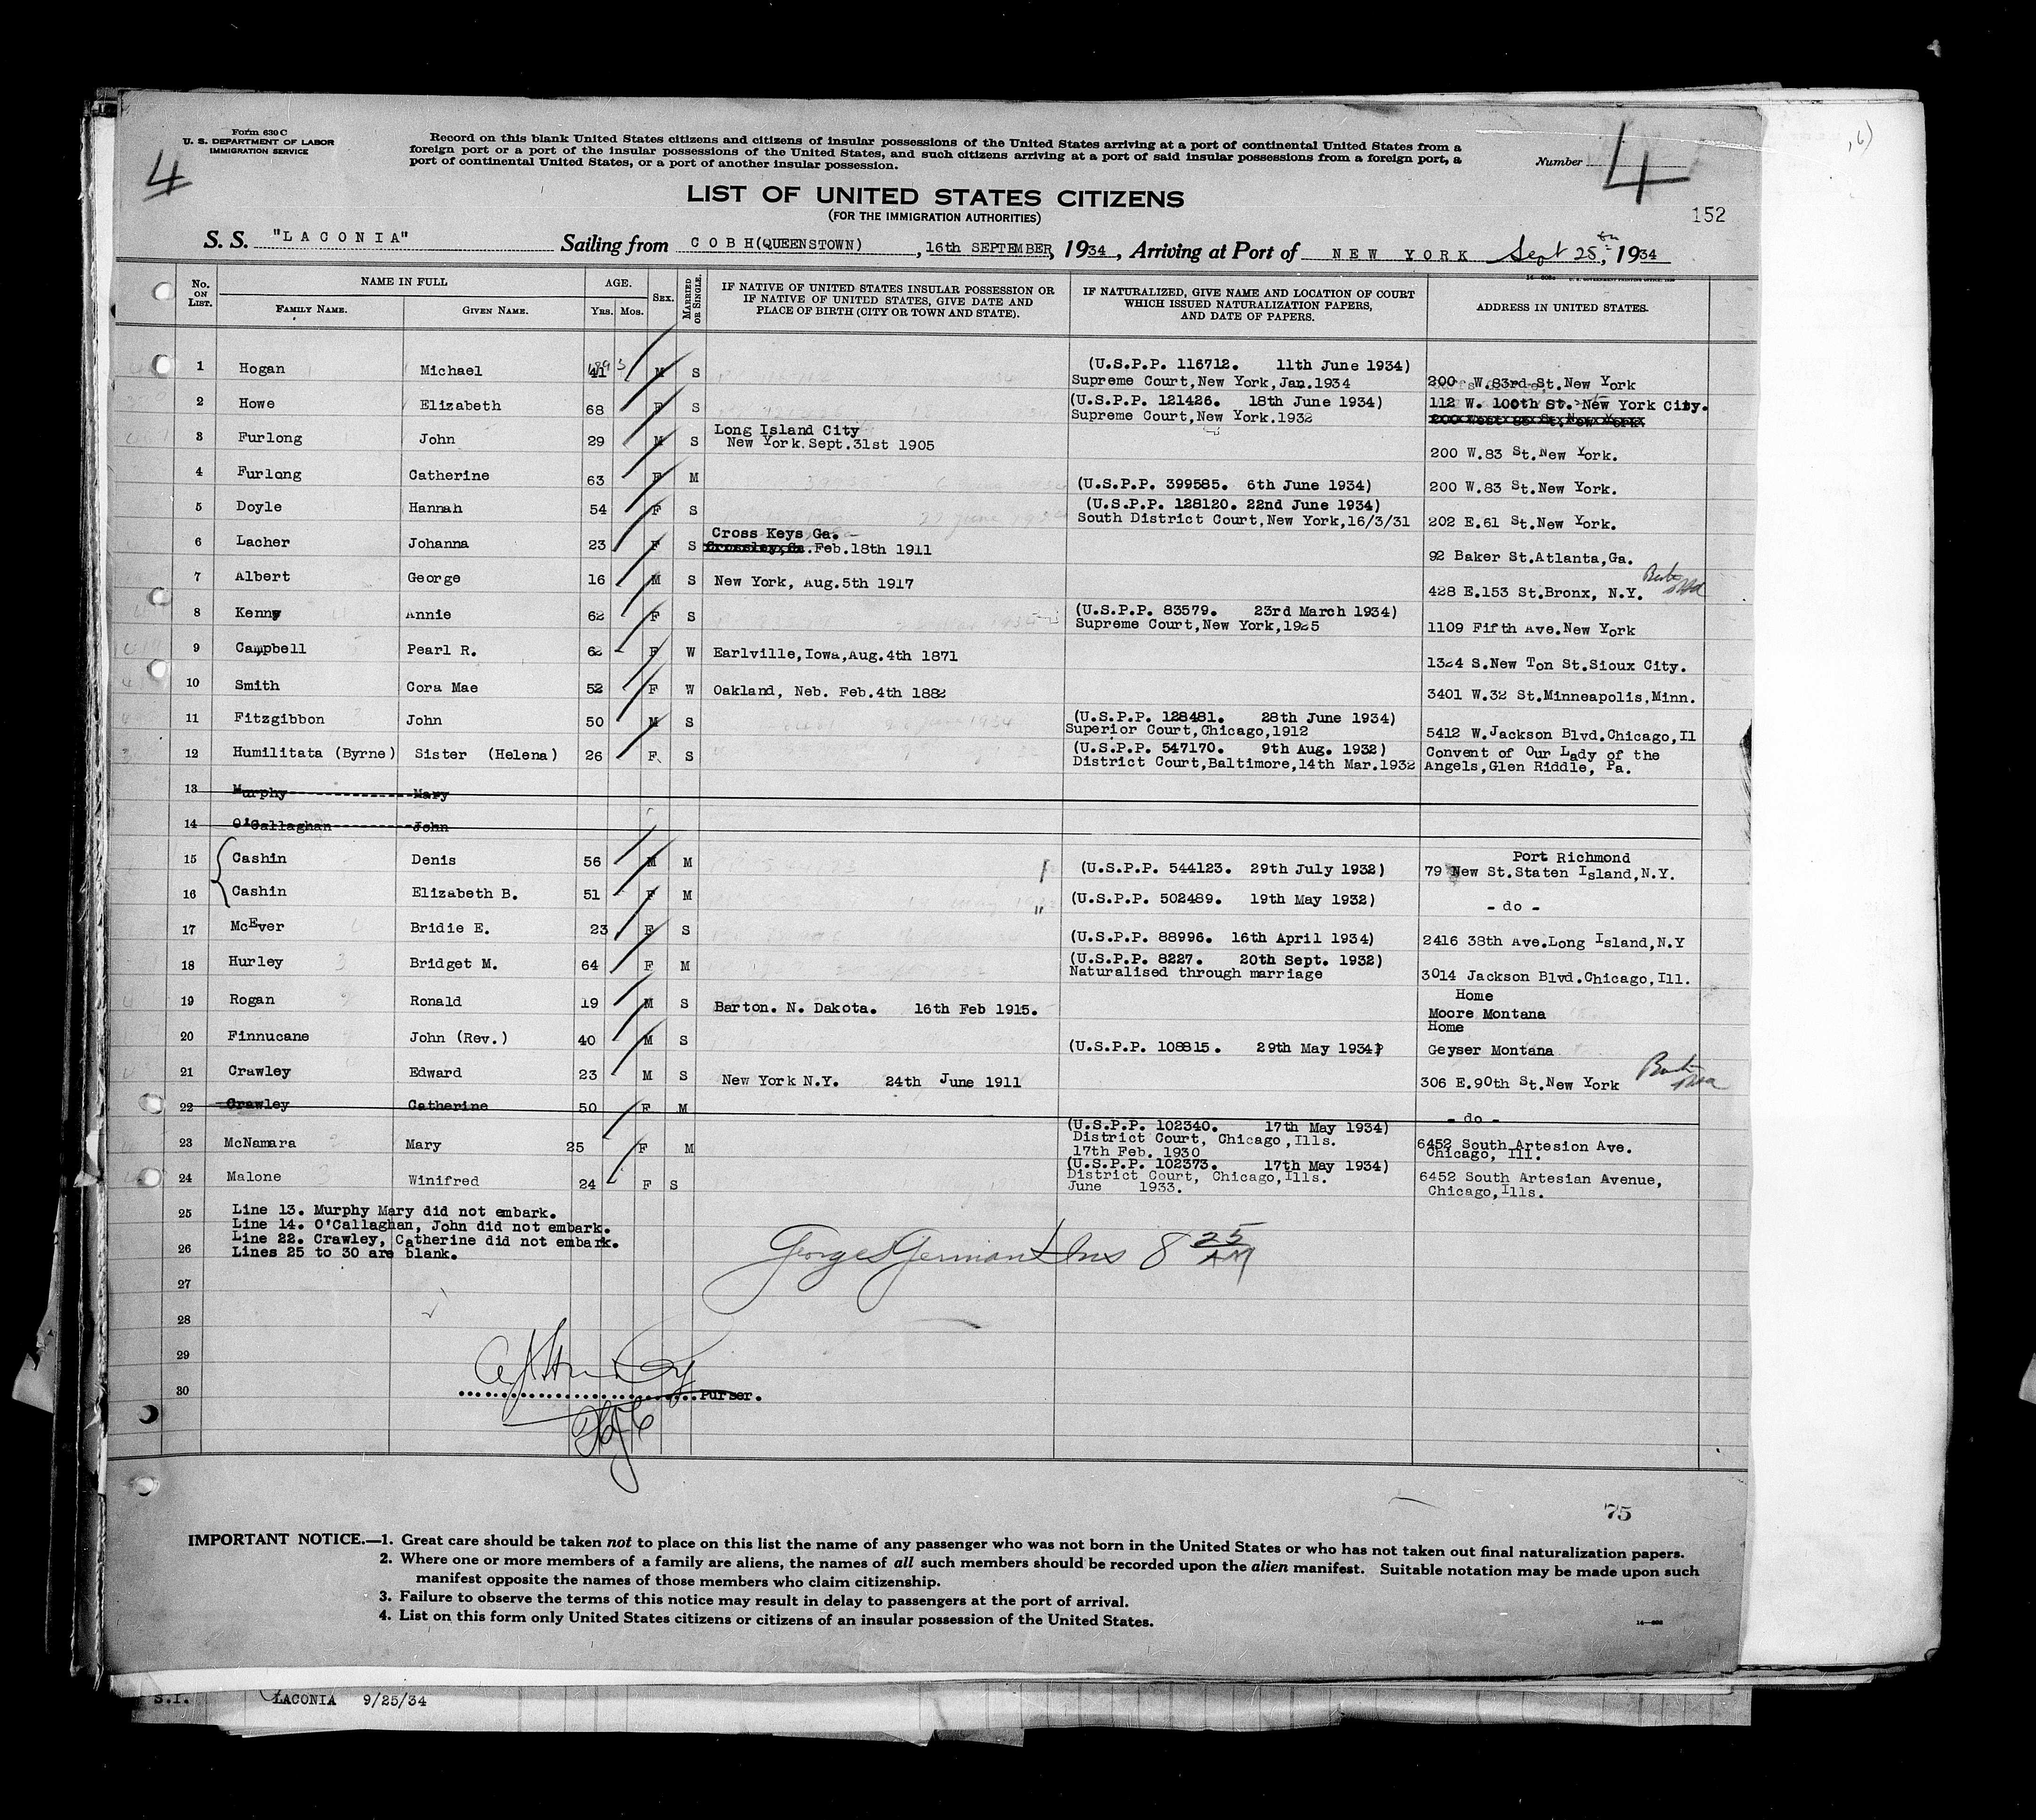 Form 630 C
U. S. DEPARTMENT OF LABOR
IMMIGRATION SERVICE
4
Record on this blank United States citizens and citizens of insular possessions of the United States arriving at a port of continental United States from a
foreign port or a port of the insular possessions of the United States, and such citizens arriving at a port of said insular possessions from a foreign port, a
port of continental United States, or a port of another insular possession.
Number 4
LIST OF UNITED STATES CITIZENS
(FOR THE IMMIGRATION AUTHORITIES)
152
S. S. "LACONIA" Sailing from COBH(QUEENSTOWN), 16th SEPTEMBER, 1934, Arriving at Port of NEW YORK Sept 25th, 1934
No. ON LIST. NAME IN FULL FAMILY NAME. GIVEN NAME. AGE. YRS. MOS. SEX. MARRIED OR SINGLE. IF NATIVE OF UNITED STATES INSULAR POSSESSION OR IF NATIVE OF UNITED STATES, GIVE DATE AND PLACE OF BIRTH (CITY OR TOWN AND STATE). IF NATURALIZED, GIVE NAME AND LOCATION OF COURT WHICH ISSUED NATURALIZATION PAPERS, AND DATE OF PAPERS. ADDRESS IN UNITED STATES.
1 Hogan Michael 41 M S (U.S.P.P. 116712. 11th June 1934)
Supreme Court,New York,Jan.1934 200 W.83rd St.New York
2 Howe Elizabeth 68 F S (U.S.P.P. 121426. 18th June 1934) 112 W. 100th St. New York City.
Supreme Court,New York.1932 200 West 83 St.New York.
3 Furlong John 29 M S Long Island City
New York.Sept.31st 1905 200 W.83 St.New York.
4 Furlong Catherine 63 F M (U.S.P.P. 399585. 6th June 1934) 200 W.83 St.New York.
5 Doyle Hannah 54 F S (U.S.P.P. 128120. 22nd June 1934)
South District Court,New York,16/3/31 202 E.61 St.New York.
6 Lacher Johanna 23 F S Cross Keys Ga.
Crossley,Ga.Feb.18th 1911 92 Baker St.Atlanta,Ga.
7 Albert George 16 M S New York, Aug.5th 1917 428 E.153 St.Bronx, N.Y.
8 Kenny Annie 62 F S (U.S.P.P. 83579. 23rd March 1934)
Supreme Court,New York,1925 1109 Fifth Ave.New York
9 Campbell Pearl R. 62 F W Earlville,Iowa,Aug.4th 1871 1324 S.New Ton St.Sioux City.
10 Smith Cora Mae 52 F W Oakland, Neb. Feb.4th 1882 3401 W.32 St.Minneapolis,Minn.
11 Fitzgibbon John 50 M S (U.S.P.P. 128481. 28th June 1934)
Superior Court,Chicago,1912 5412 W.Jackson Blvd.Chicago,Il
12 Humilitata (Byrne) Sister (Helena) 26 F S (U.S.P.P. 547170. 9th Aug. 1932) Convent of Our Lady of the
District Court,Baltimore,14th Mar.1932 Angels,Glen Riddle, Pa.
13 Murphy Mary
14 O'Callaghan John
15 Cashin Denis 56 M M (U.S.P.P. 544123. 29th July 1932) Port Richmond
79 New St.Staten Island,N.Y.
16 Cashin Elizabeth B. 51 F M (U.S.P.P. 502489. 19th May 1932) - do -
17 McEver Bridie E. 23 F S (U.S.P.P. 88996. 16th April 1934) 2416 38th Ave.Long Island,N.Y
18 Hurley Bridget M. 64 F M (U.S.P.P. 8227. 20th Sept. 1932)
Naturalised through marriage 3014 Jackson Blvd.Chicago,Ill.
19 Rogan Ronald 19 M S Barton. N. Dakota. 16th Feb 1915. Home
Moore Montana
20 Finnucane John (Rev.) 40 M S (U.S.P.P. 108815. 29th May 1934) Home
Geyser Montana
21 Crawley Edward 23 M S New York N.Y. 24th June 1911 306 E.90th St.New York
22 Crawley Catherine 50 F M - do -
23 McNamara Mary 25 F M (U.S.P.P. 102340. 17th May 1934)
District Court, Chicago,Ills. 6452 South Artesion Ave.
17th Feb. 1930 Chicago, Ill.
24 Malone Winifred 24 F S (U.S.P.P. 102373. 17th May 1934)
District Court, Chicago,Ills. 6452 South Artesian Avenue,
June 1933. Chicago,Ills.
25 Line 13. Murphy Mary did not embark.
Line 14. O'Callaghan, John did not embark.
Line 22. Crawley, Catherine did not embark.
26 Lines 25 to 30 are blank.
8 25 AM
27
28
29
30 Purser.
75
IMPORTANT NOTICE.—1. Great care should be taken not to place on this list the name of any passenger who was not born in the United States or who has not taken out final naturalization papers.
2. Where one or more members of a family are aliens, the names of all such members should be recorded upon the alien manifest. Suitable notation may be made upon such
manifest opposite the names of those members who claim citizenship.
3. Failure to observe the terms of this notice may result in delay to passengers at the port of arrival.
4. List on this form only United States citizens or citizens of an insular possession of the United States.
S.I. LACONIA 9/25/34